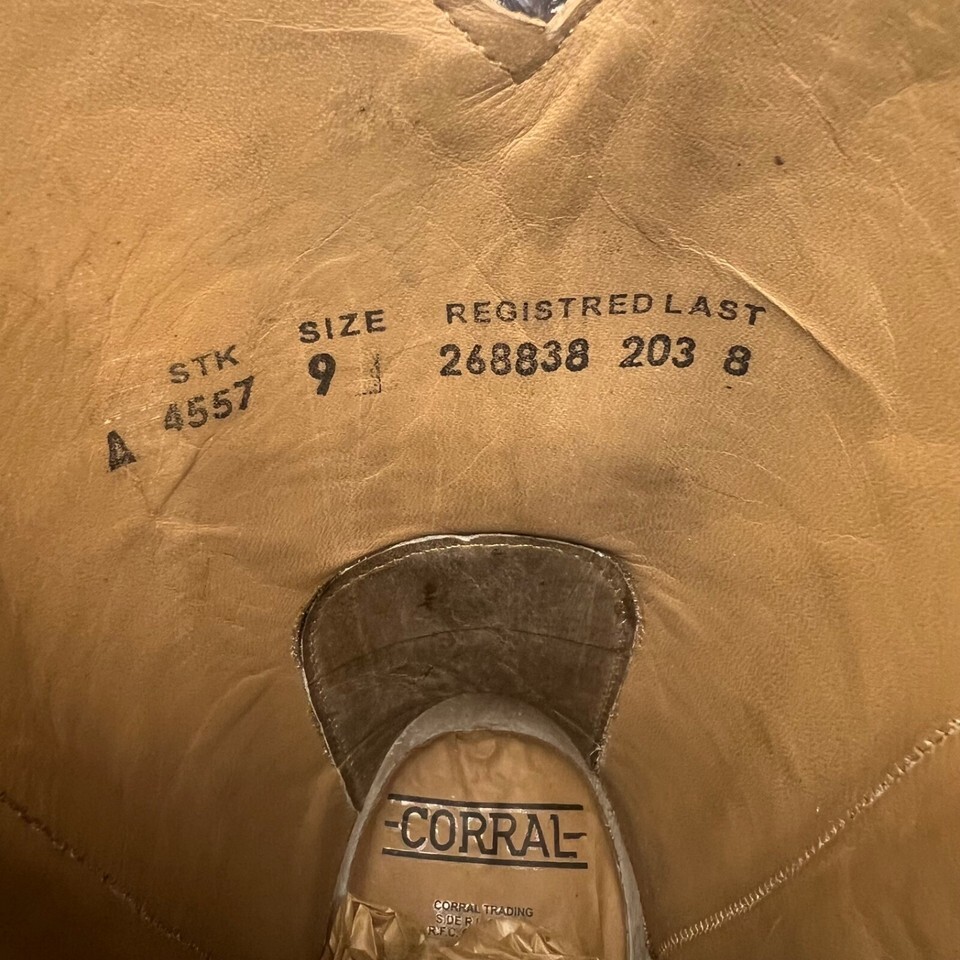 STK SIZE REGISTRED LAST
A 4557 9 268838 203 8
-CORRAL-
CORRAL TRADING